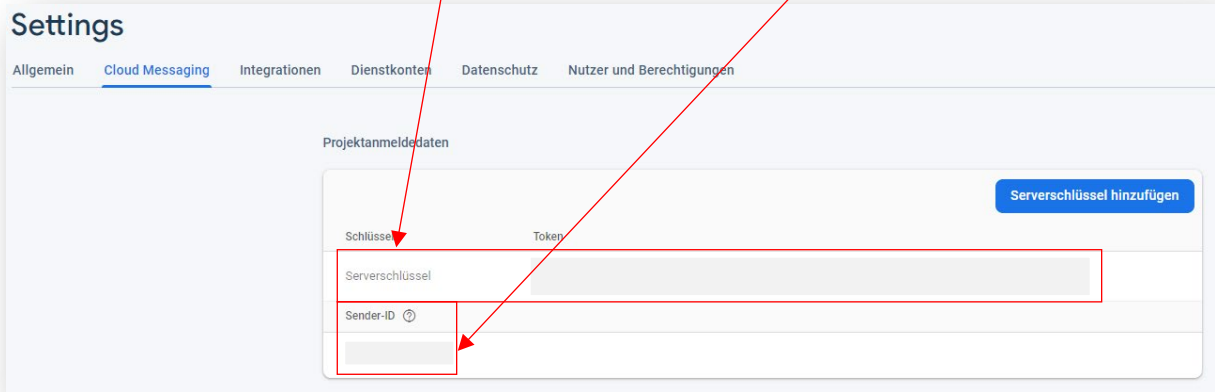 Settings
Allgemein Cloud Messaging Integrationen Dienstkonten Datenschutz Nutzer und Berechtigungen
Projektanmeldedaten
Serverschlüssel hinzufügen
Schlüssel Token
Serverschlüssel
Sender-ID